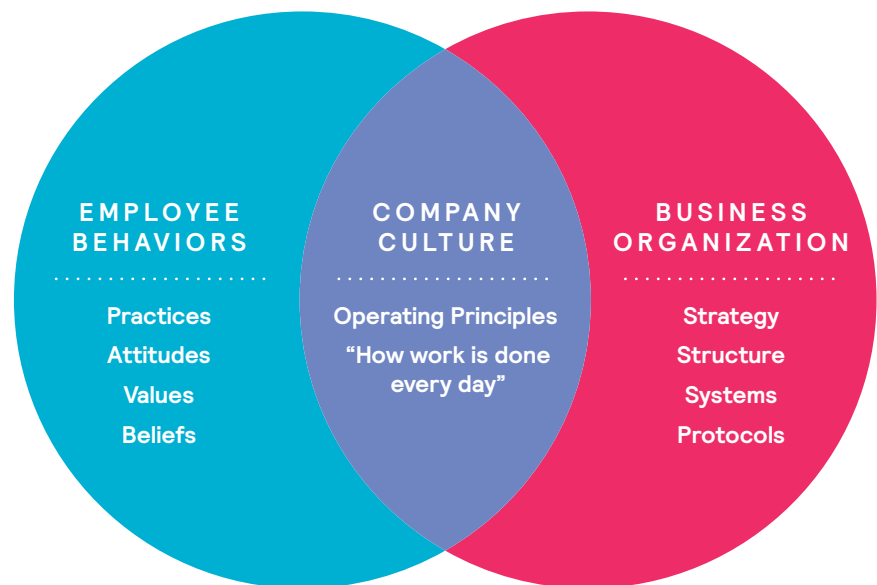 EMPLOYEE
BEHAVIORS
Practices
Attitudes
Values
Beliefs
COMPANY
CULTURE
Operating Principles
“How work is done
every day”
BUSINESS
ORGANIZATION
Strategy
Structure
Systems
Protocols